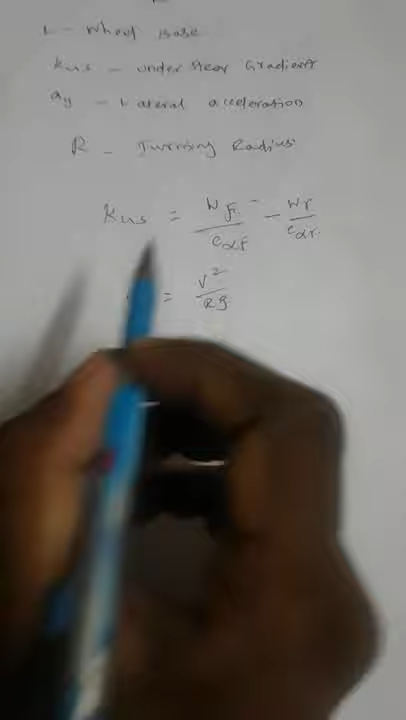 L - Wheel Base
Kus - under steer Gradient
ay - Lateral acceleration
R - Turning Radius
Kus = WF/CαF - Wr/Cαr
= V²/Rg